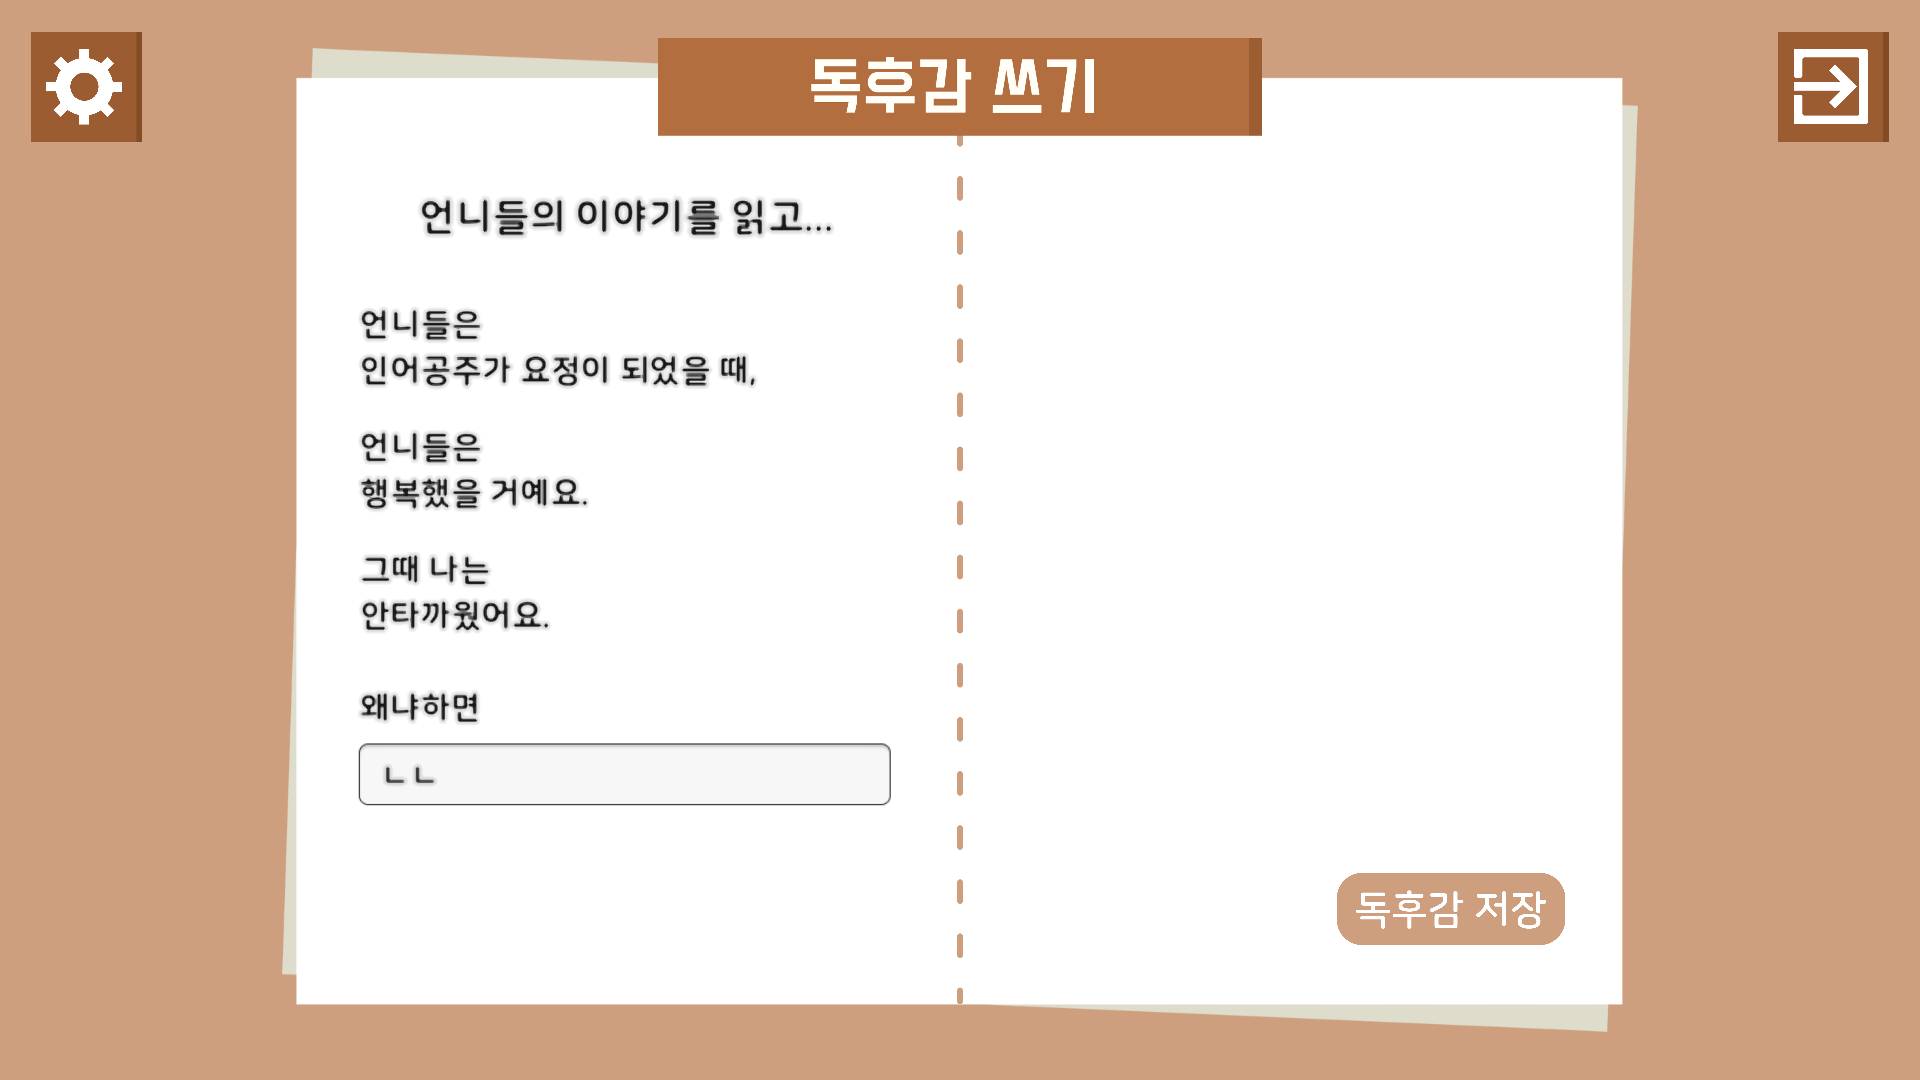 독후감 쓰기
언니들의 이야기를 읽고...
언니들은
인어공주가 요정이 되었을 때,
언니들은
행복했을 거예요.
그때 나는
안타까웠어요.
왜냐하면
ㄴㄴ
독후감 저장